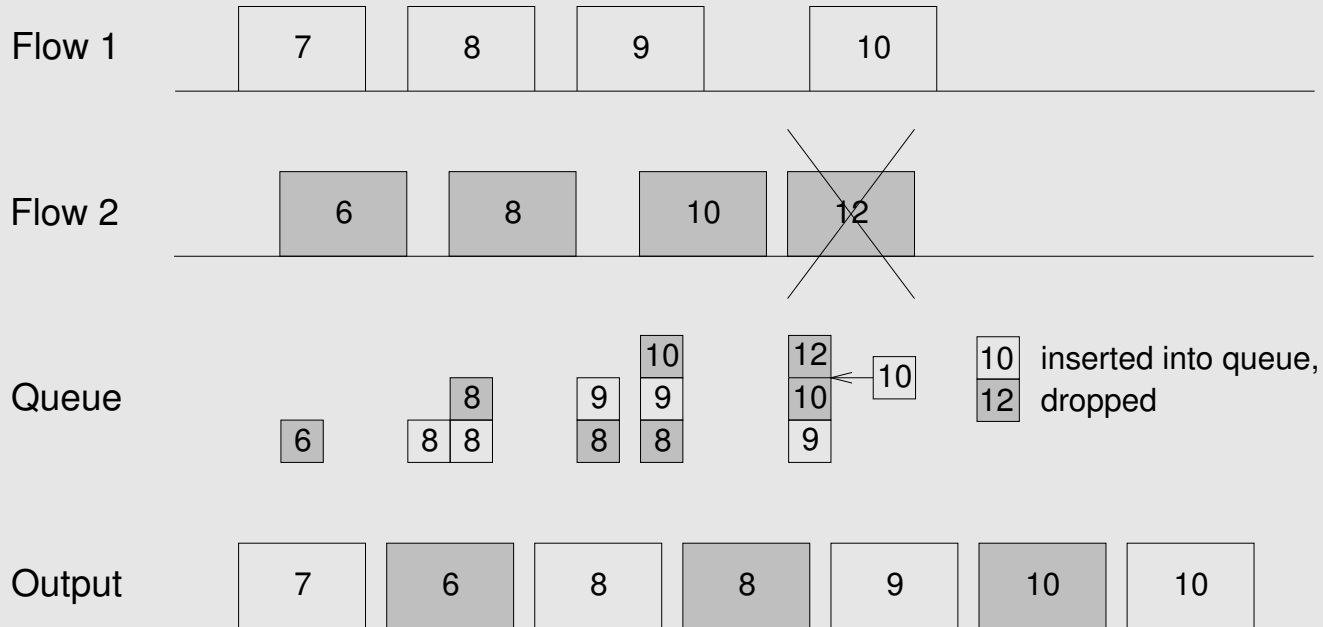 Flow 1 7 8 9 10
Flow 2 6 8 10 12
10 12 10 inserted into queue,
Queue 8 9 9 10 12 dropped
6 8 8 8 8 9
Output 7 6 8 8 9 10 10